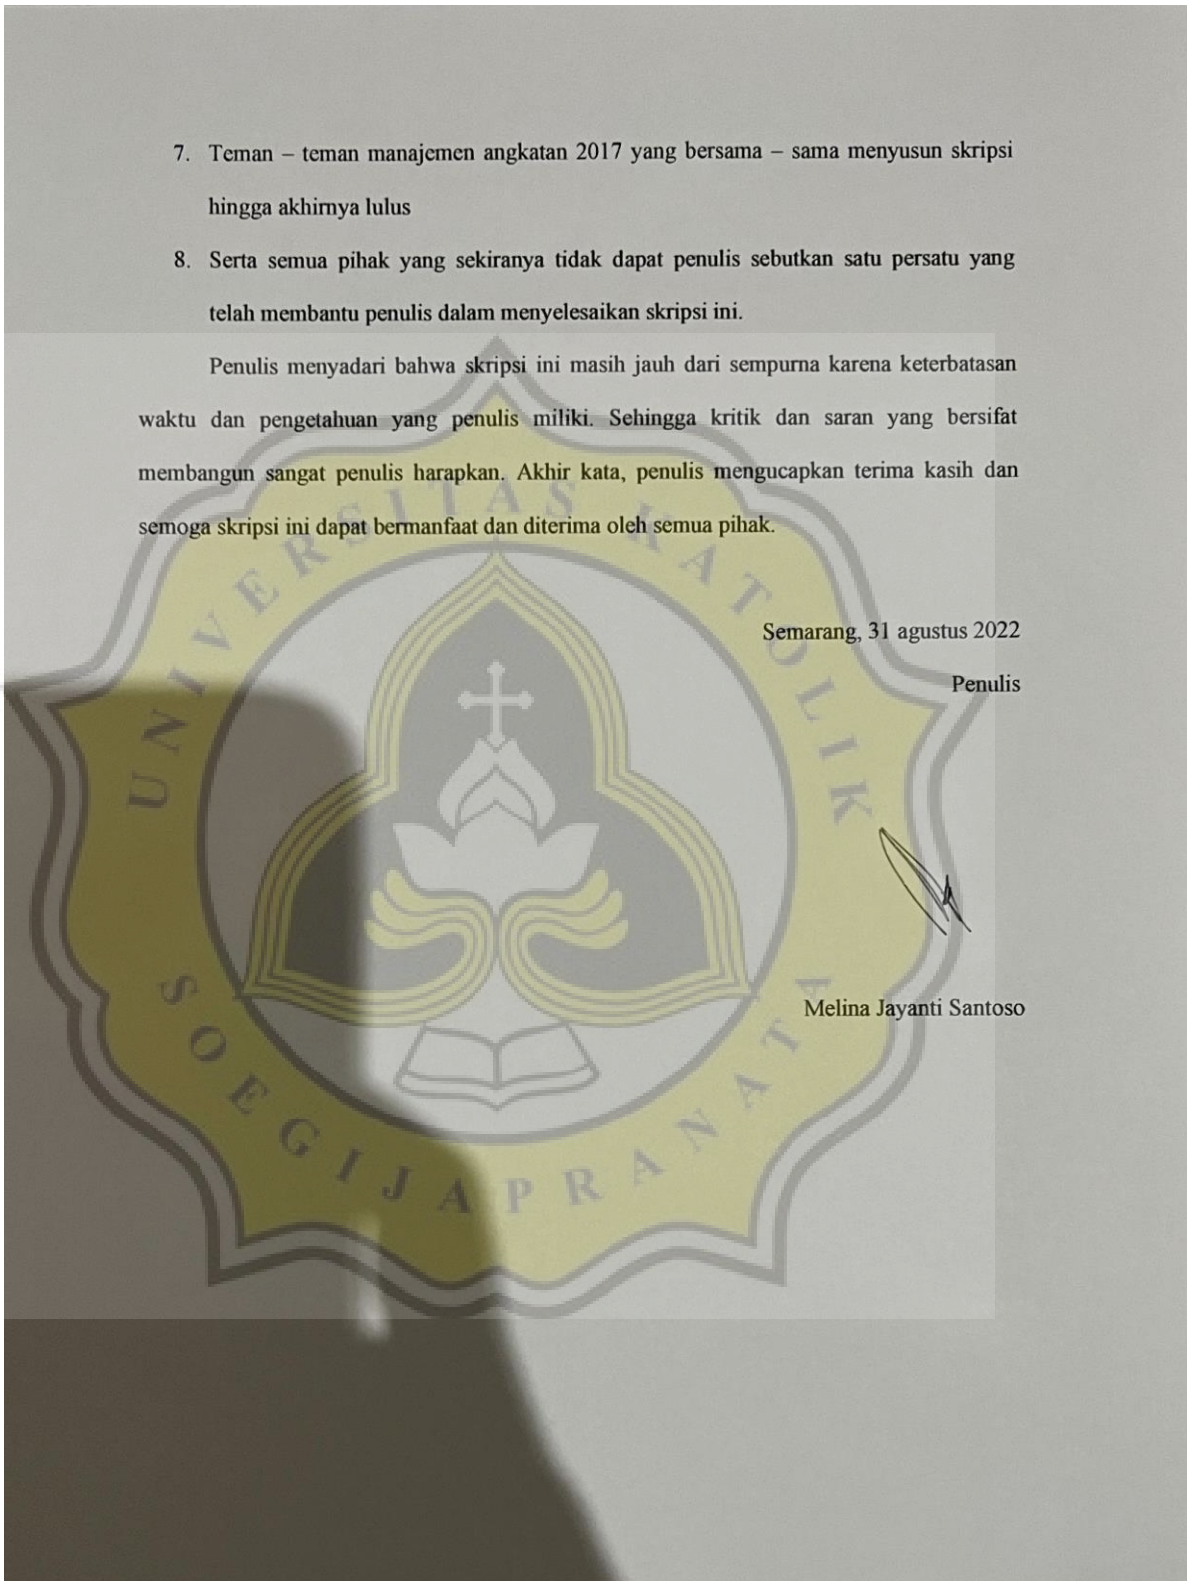 7. Teman – teman manajemen angkatan 2017 yang bersama – sama menyusun skripsi
hingga akhirnya lulus
8. Serta semua pihak yang sekiranya tidak dapat penulis sebutkan satu persatu yang
telah membantu penulis dalam menyelesaikan skripsi ini.
Penulis menyadari bahwa skripsi ini masih jauh dari sempurna karena keterbatasan
waktu dan pengetahuan yang penulis miliki. Sehingga kritik dan saran yang bersifat
membangun sangat penulis harapkan. Akhir kata, penulis mengucapkan terima kasih dan
semoga skripsi ini dapat bermanfaat dan diterima oleh semua pihak.
Semarang, 31 agustus 2022
Penulis
Melina Jayanti Santoso
UNIVERSITAS KATOLIK
SOEGIJAPRANATA